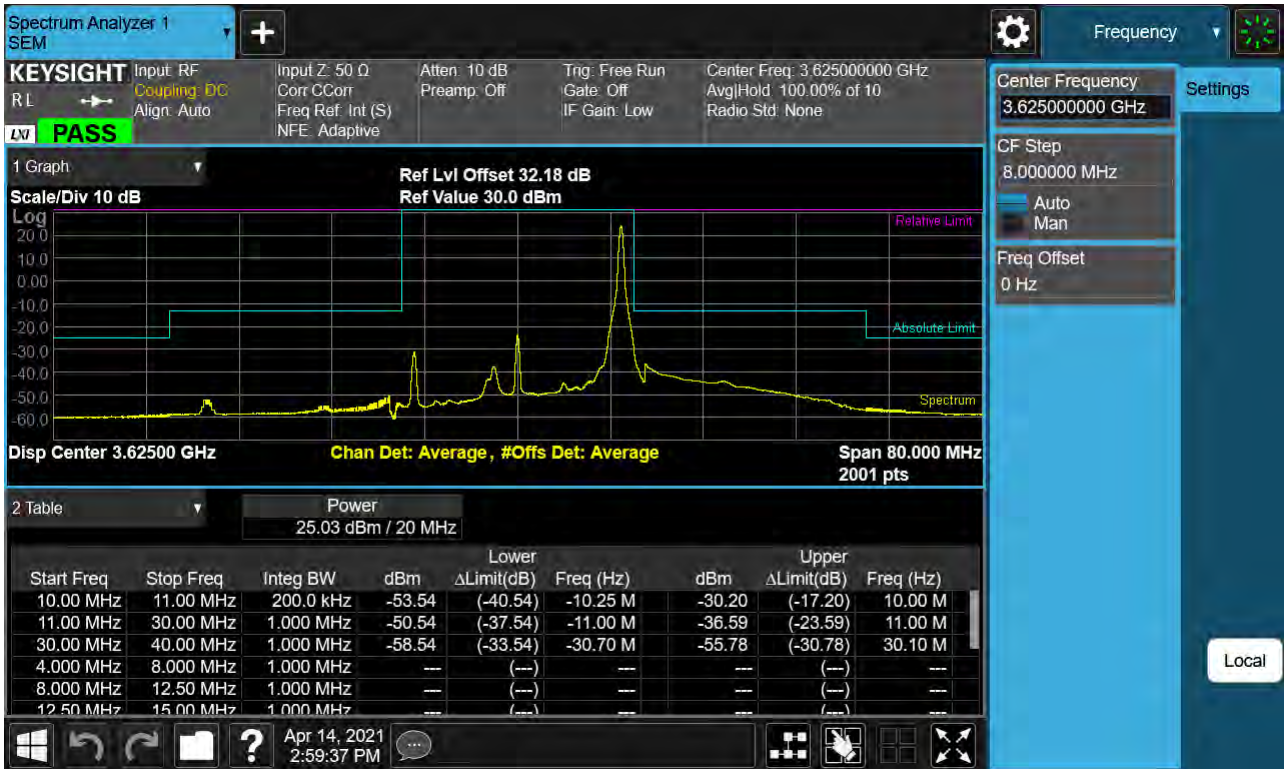 Spectrum Analyzer 1
SEM
Frequency
KEYSIGHT
R L
LXI
PASS
Input: RF
Coupling: DC
Align: Auto
Input Z: 50 Ω
Corr CCorr
Freq Ref: Int (S)
NFE: Adaptive
Atten: 10 dB
Preamp: Off
Trig: Free Run
Gate: Off
IF Gain: Low
Center Freq: 3.625000000 GHz
Avg|Hold: 100.00% of 10
Radio Std: None
Center Frequency
3.625000000 GHz
Settings
CF Step
8.000000 MHz
Auto
Man
Freq Offset
0 Hz
1 Graph
Scale/Div 10 dB
Ref Lvl Offset 32.18 dB
Ref Value 30.0 dBm
Log
20.0
10.0
0.00
-10.0
-20.0
-30.0
-40.0
-50.0
-60.0
Relative Limit
Absolute Limit
Spectrum
Disp Center 3.62500 GHz
Chan Det: Average, #Offs Det: Average
Span 80.000 MHz
2001 pts
2 Table
Power
25.03 dBm / 20 MHz
Lower Upper
Start Freq Stop Freq Integ BW dBm ΔLimit(dB) Freq (Hz) dBm ΔLimit(dB) Freq (Hz)
10.00 MHz 11.00 MHz 200.0 kHz -53.54 (-40.54) -10.25 M -30.20 (-17.20) 10.00 M
11.00 MHz 30.00 MHz 1.000 MHz -50.54 (-37.54) -11.00 M -36.59 (-23.59) 11.00 M
30.00 MHz 40.00 MHz 1.000 MHz -58.54 (-33.54) -30.70 M -55.78 (-30.78) 30.10 M
4.000 MHz 8.000 MHz 1.000 MHz --- (---) --- --- (---) ---
8.000 MHz 12.50 MHz 1.000 MHz --- (---) --- --- (---) ---
12.50 MHz 15.00 MHz 1.000 MHz --- (---) --- --- (---) ---
Local
Apr 14, 2021
2:59:37 PM